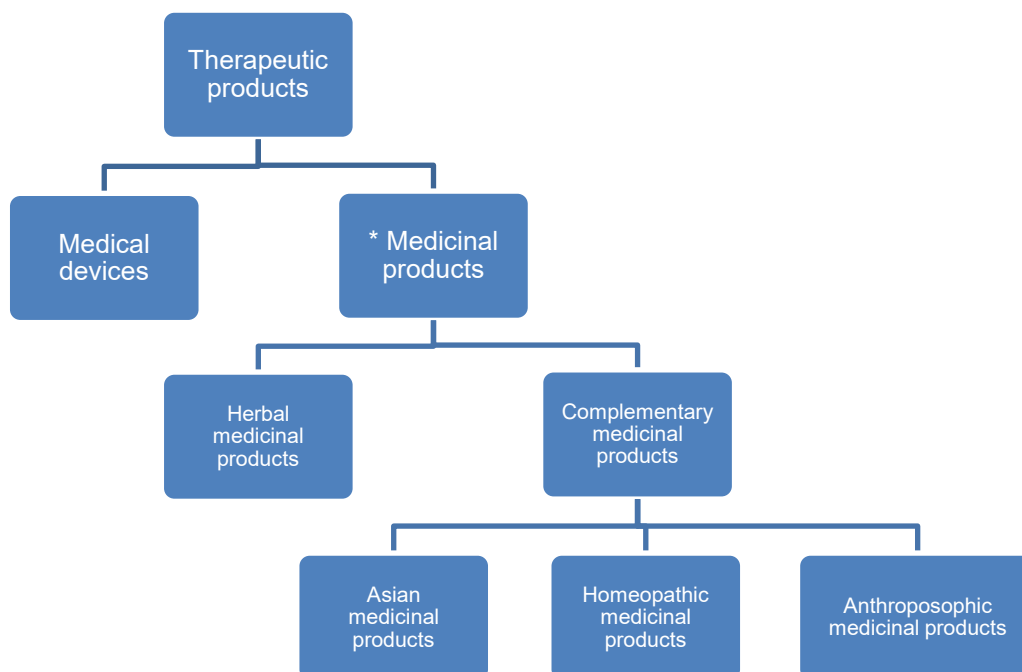 Therapeutic
products
Medical
devices
* Medicinal
products
Herbal
medicinal
products
Complementary
medicinal
products
Asian
medicinal
products
Homeopathic
medicinal
products
Anthroposophic
medicinal products